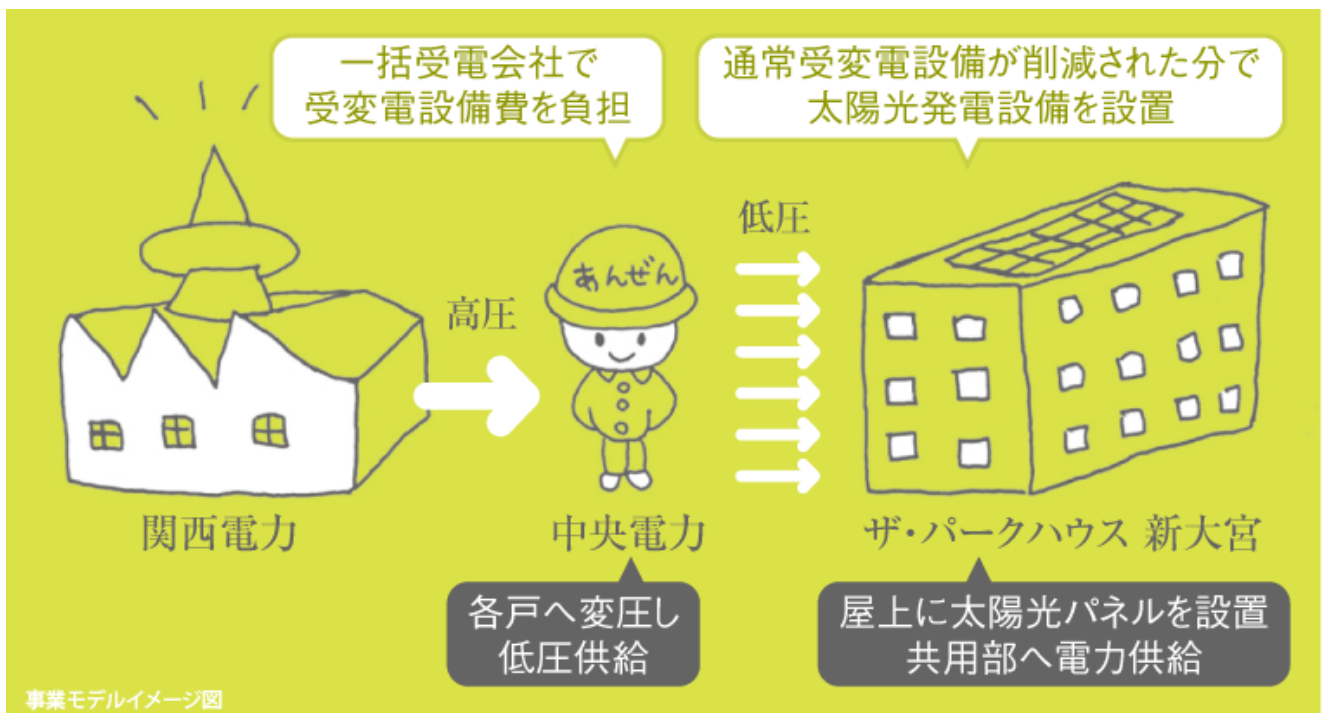 一括受電会社で
受変電設備費を負担
通常受変電設備が削減された分で
太陽光発電設備を設置
低圧
あんぜん
高圧
関西電力
中央電力
ザ・パークハウス 新大宮
各戸へ変圧し
低圧供給
屋上に太陽光パネルを設置
共用部へ電力供給
事業モデルイメージ図